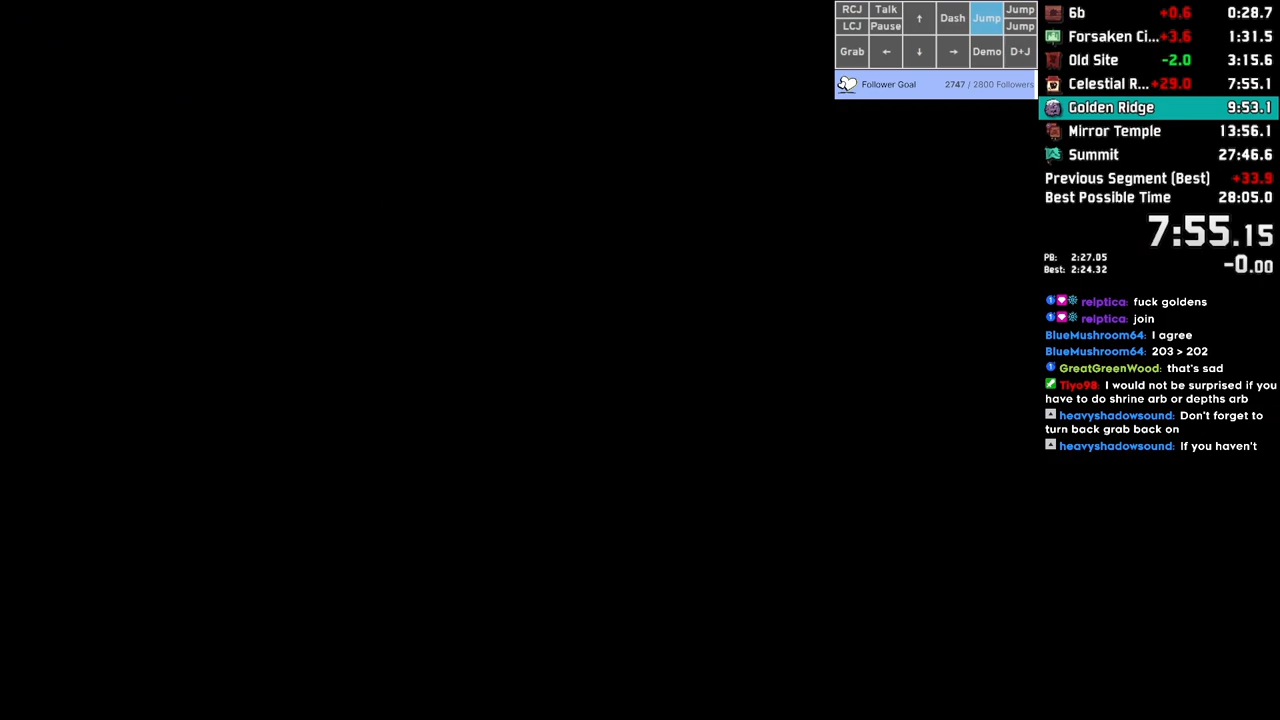 RCJ Talk ↑ Dash Jump Jump
LCJ Pause Jump
Grab ← ↓ → Demo D+J
Follower Goal 2747 / 2800 Followers
6b +0.6 0:28.7
Forsaken Ci... +3.6 1:31.5
Old Site -2.0 3:15.6
Celestial R... +29.0 7:55.1
Golden Ridge 9:53.1
Mirror Temple 13:56.1
Summit 27:46.6
Previous Segment (Best) +33.9
Best Possible Time 28:05.0
7:55.15
PB: 2:27.05
Best: 2:24.32
-0.00
relptica: fuck goldens
relptica: join
BlueMushroom64: I agree
BlueMushroom64: 203 > 202
GreatGreenWood: that's sad
Tiyo98: I would not be surprised if you
have to do shrine arb or depths arb
heavyshadowsound: Don't forget to
turn back grab back on
heavyshadowsound: If you haven't